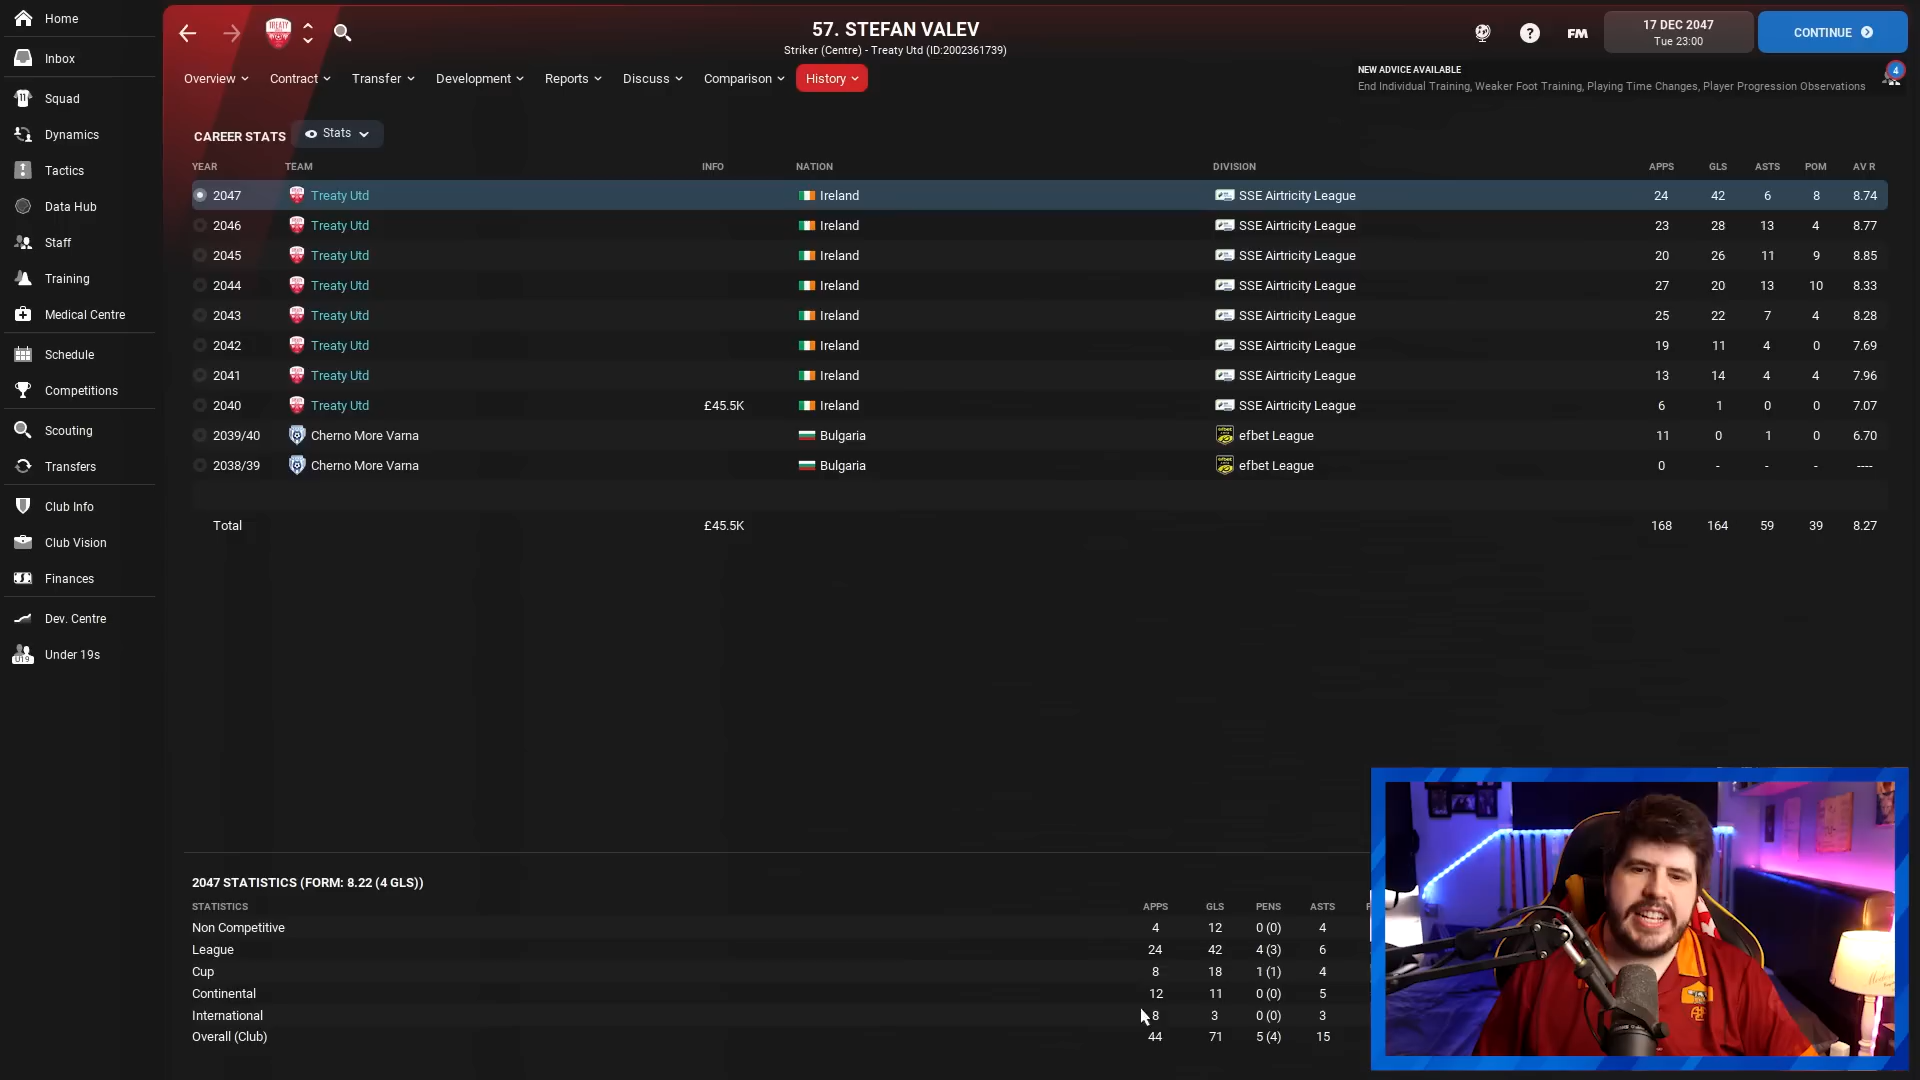 Home
Inbox
Squad
Dynamics
Tactics
Data Hub
Staff
Training
Medical Centre
Schedule
Competitions
Scouting
Transfers
Club Info
Club Vision
Finances
Dev. Centre
U19
Under 19s
57. STEFAN VALEV
Striker (Centre) - Treaty Utd (ID:2002361739)
? FM
17 DEC 2047
Tue 23:00
CONTINUE
Overview Contract Transfer Development Reports Discuss Comparison History
NEW ADVICE AVAILABLE
End Individual Training, Weaker Foot Training, Playing Time Changes, Player Progression Observations
4
CAREER STATS Stats
YEAR TEAM INFO NATION DIVISION APPS GLS ASTS POM AV R
2047 Treaty Utd Ireland SSE Airtricity League 24 42 6 8 8.74
2046 Treaty Utd Ireland SSE Airtricity League 23 28 13 4 8.77
2045 Treaty Utd Ireland SSE Airtricity League 20 26 11 9 8.85
2044 Treaty Utd Ireland SSE Airtricity League 27 20 13 10 8.33
2043 Treaty Utd Ireland SSE Airtricity League 25 22 7 4 8.28
2042 Treaty Utd Ireland SSE Airtricity League 19 11 4 0 7.69
2041 Treaty Utd Ireland SSE Airtricity League 13 14 4 4 7.96
2040 Treaty Utd £45.5K Ireland SSE Airtricity League 6 1 0 0 7.07
2039/40 Cherno More Varna Bulgaria efbet League 11 0 1 0 6.70
2038/39 Cherno More Varna Bulgaria efbet League 0 - - - ----
Total £45.5K 168 164 59 39 8.27
2047 STATISTICS (FORM: 8.22 (4 GLS))
STATISTICS APPS GLS PENS ASTS
Non Competitive 4 12 0 (0) 4
League 24 42 4 (3) 6
Cup 8 18 1 (1) 4
Continental 12 11 0 (0) 5
International 8 3 0 (0) 3
Overall (Club) 44 71 5 (4) 15